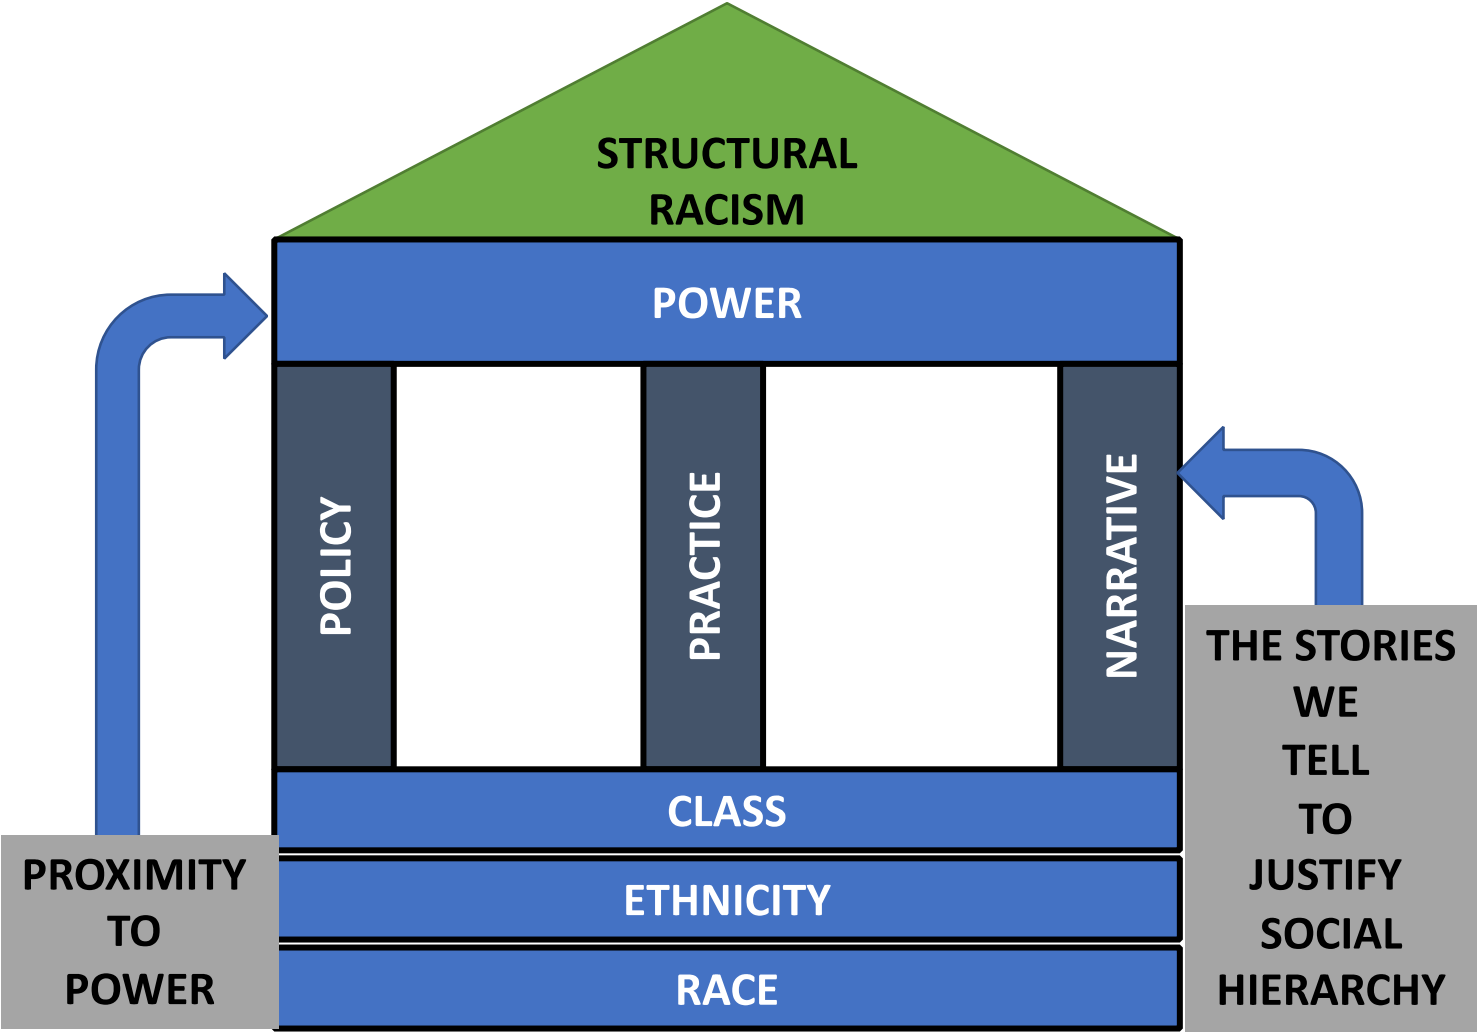 STRUCTURAL
RACISM
POWER
POLICY
PRACTICE
NARRATIVE
CLASS
ETHNICITY
RACE
PROXIMITY
TO
POWER
THE STORIES
WE
TELL
TO
JUSTIFY
SOCIAL
HIERARCHY